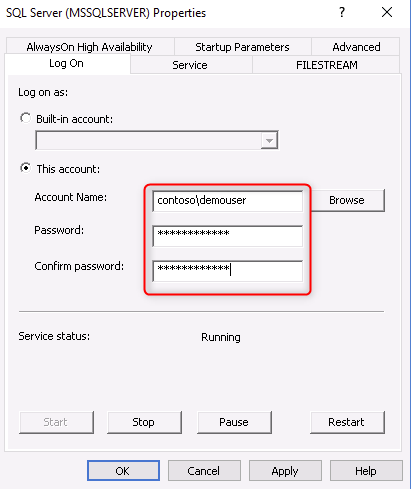 SQL Server (MSSQLSERVER) Properties
AlwaysOn High Availability Startup Parameters Advanced
Log On Service FILESTREAM
Log on as:
Built-in account:
This account:
Account Name: contoso\demouser Browse
Password: ************
Confirm password: ************
Service status: Running
Start Stop Pause Restart
OK Cancel Apply Help